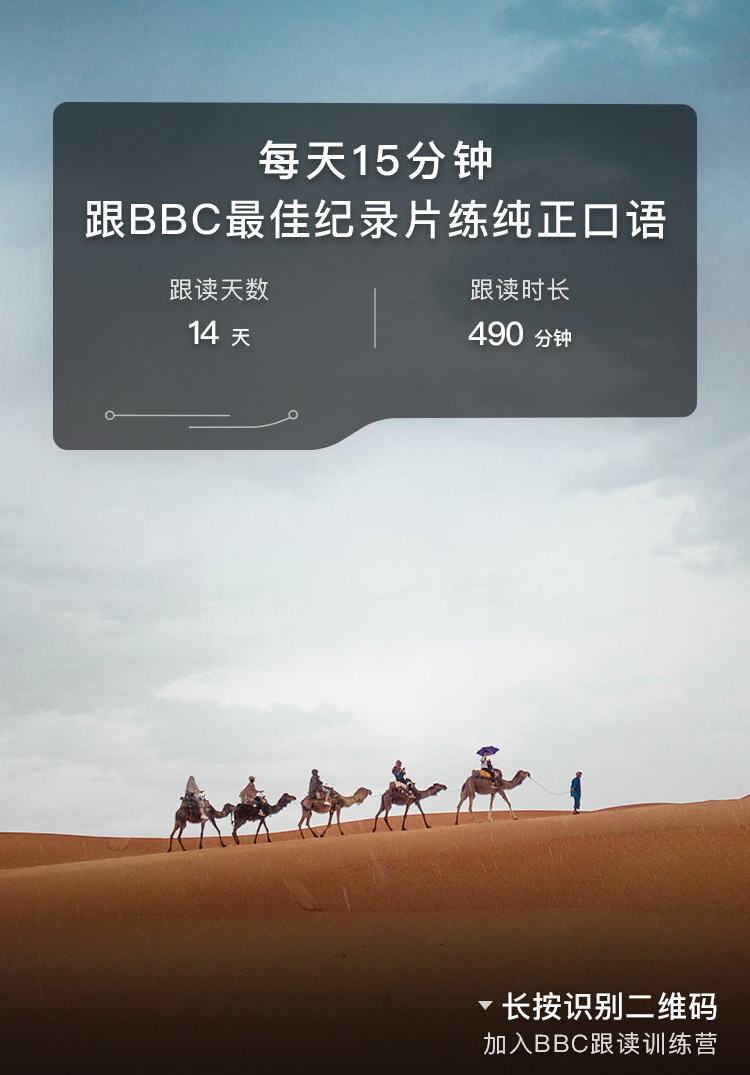 每天15分钟
跟BBC最佳纪录片练纯正口语
跟读天数
14 天
跟读时长
490 分钟
长按识别二维码
加入BBC跟读训练营